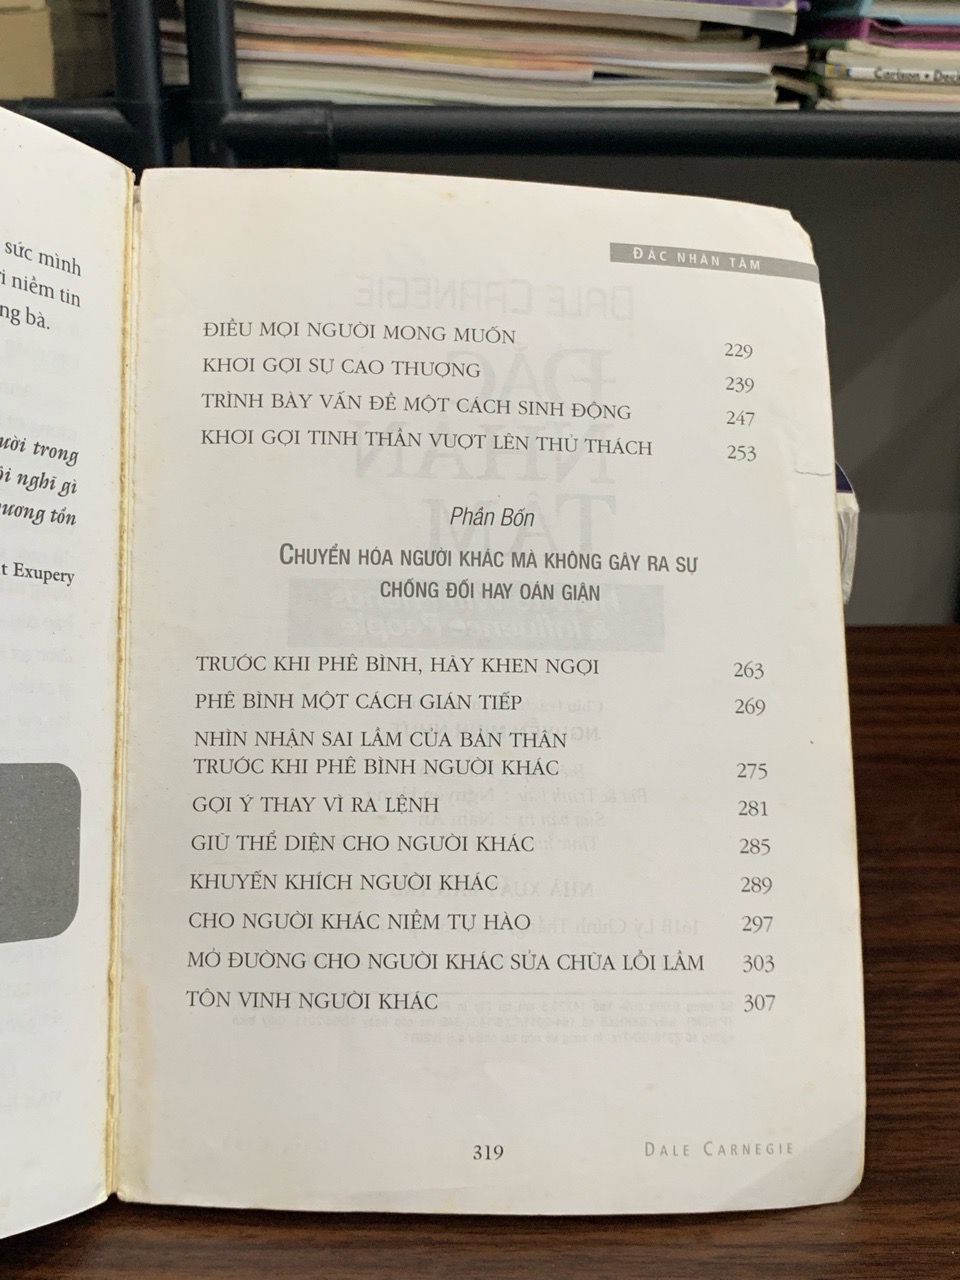 Carlson • Deck
sức mình
i niềm tin
ng bà.
ười trong
ôi nghĩ gì
ương tổn
t Exupery
ĐẮC NHÂN TÂM
ĐIỀU MỌI NGƯỜI MONG MUỐN 229
KHƠI GỢI SỰ CAO THƯỢNG 239
TRÌNH BÀY VẤN ĐỀ MỘT CÁCH SINH ĐỘNG 247
KHƠI GỢI TINH THẦN VƯỢT LÊN THỬ THÁCH 253
Phần Bốn
CHUYỂN HÓA NGƯỜI KHÁC MÀ KHÔNG GÂY RA SỰ
CHỐNG ĐỐI HAY OÁN GIẬN
TRƯỚC KHI PHÊ BÌNH, HÃY KHEN NGỢI 263
PHÊ BÌNH MỘT CÁCH GIÁN TIẾP 269
NHÌN NHẬN SAI LẦM CỦA BẢN THÂN
TRƯỚC KHI PHÊ BÌNH NGƯỜI KHÁC 275
GỢI Ý THAY VÌ RA LỆNH 281
GIỮ THỂ DIỆN CHO NGƯỜI KHÁC 285
KHUYẾN KHÍCH NGƯỜI KHÁC 289
CHO NGƯỜI KHÁC NIỀM TỰ HÀO 297
MỞ ĐƯỜNG CHO NGƯỜI KHÁC SỬA CHỮA LỖI LẦM 303
TÔN VINH NGƯỜI KHÁC 307
319
DALE CARNEGIE